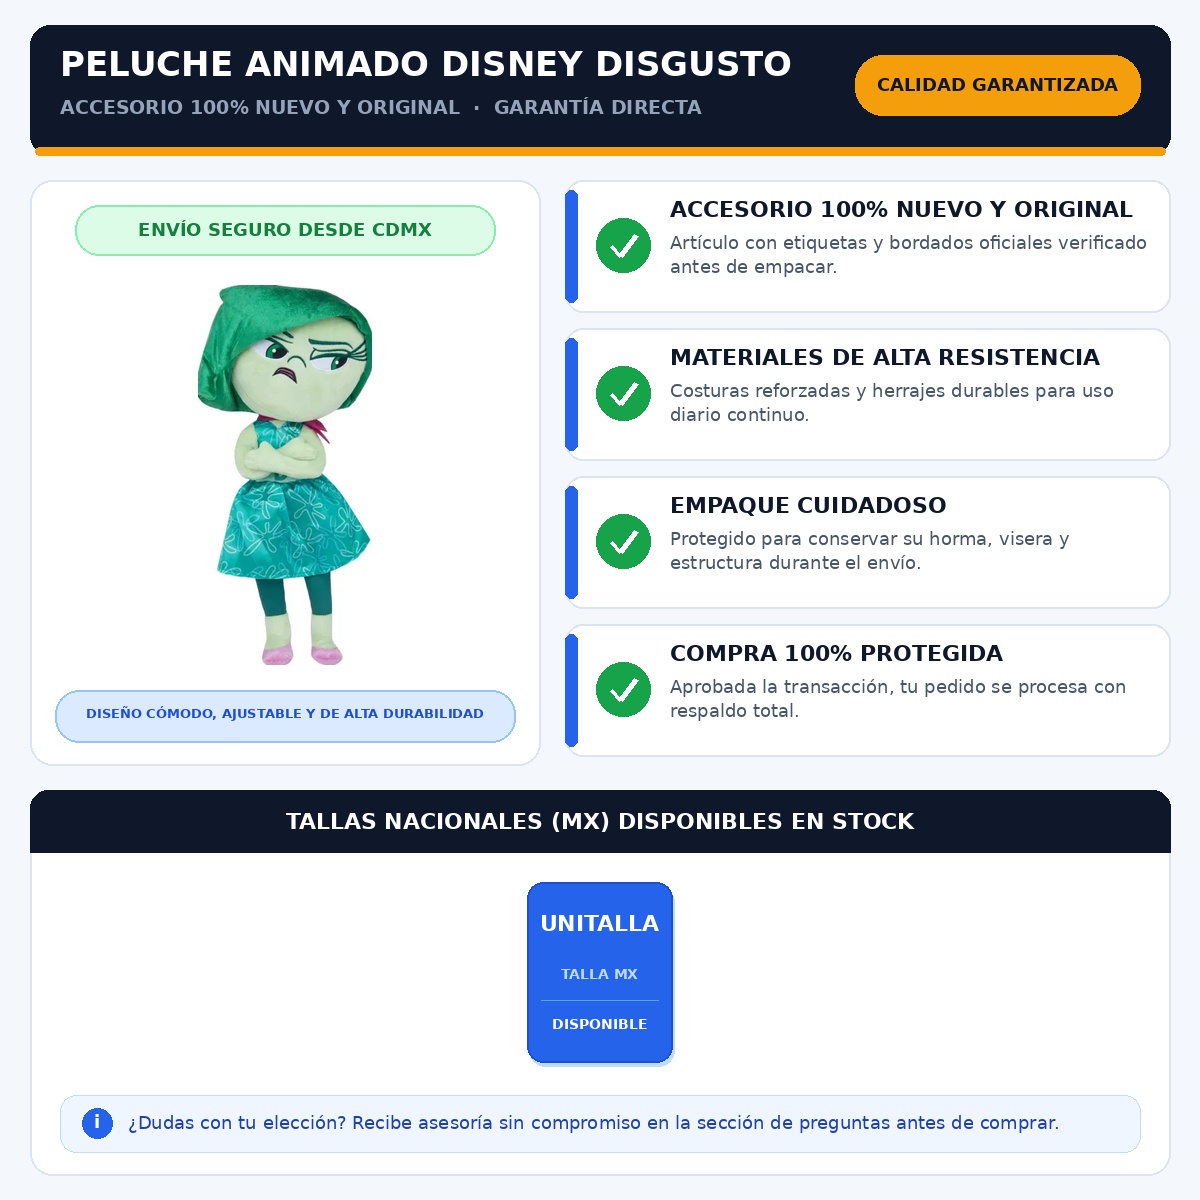 PELUCHE ANIMADO DISNEY DISGUSTO
ACCESORIO 100% NUEVO Y ORIGINAL · GARANTÍA DIRECTA
CALIDAD GARANTIZADA
ENVÍO SEGURO DESDE CDMX
DISEÑO CÓMODO, AJUSTABLE Y DE ALTA DURABILIDAD
ACCESORIO 100% NUEVO Y ORIGINAL
Artículo con etiquetas y bordados oficiales verificado
antes de empacar.
MATERIALES DE ALTA RESISTENCIA
Costuras reforzadas y herrajes durables para uso
diario continuo.
EMPAQUE CUIDADOSO
Protegido para conservar su horma, visera y
estructura durante el envío.
COMPRA 100% PROTEGIDA
Aprobada la transacción, tu pedido se procesa con
respaldo total.
TALLAS NACIONALES (MX) DISPONIBLES EN STOCK
UNITALLA
TALLA MX
DISPONIBLE
i ¿Dudas con tu elección? Recibe asesoría sin compromiso en la sección de preguntas antes de comprar.